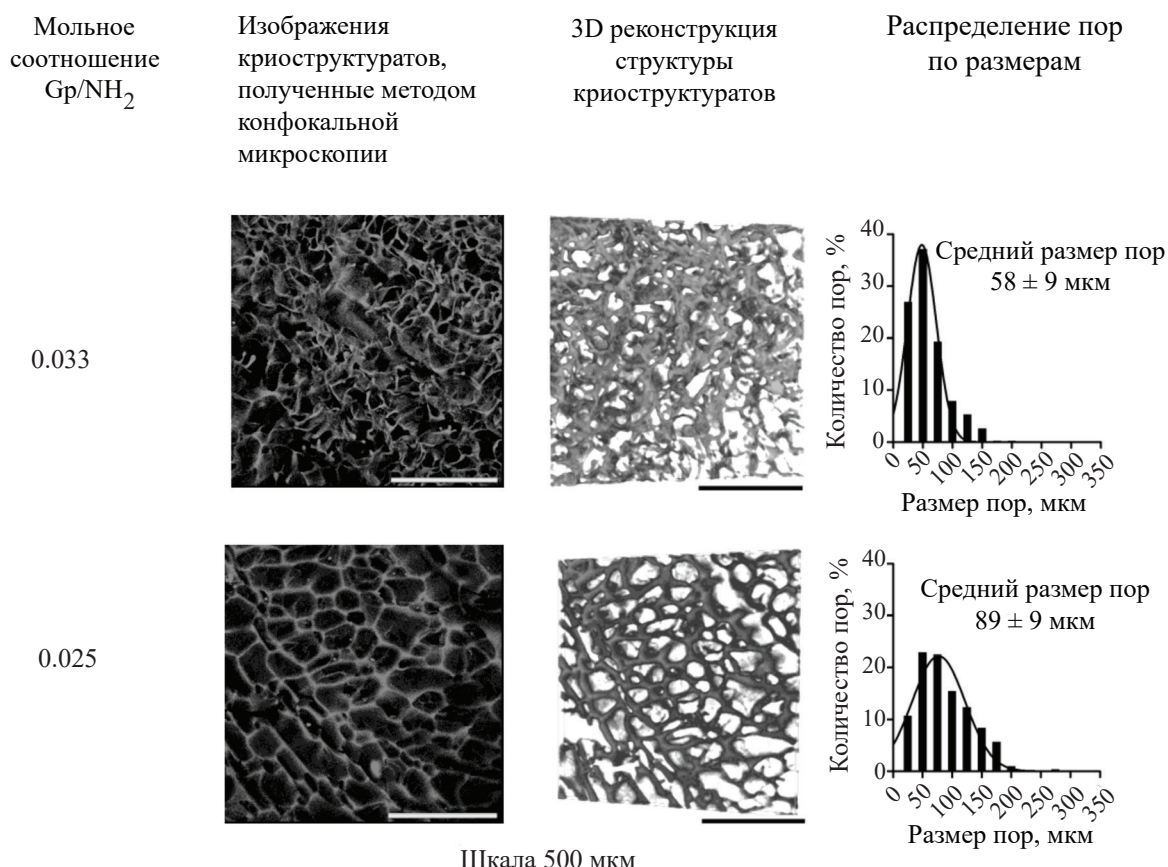 Мольное
соотношение
Gp/NH2
Изображения
криоструктуратов,
полученные методом
конфокальной
микроскопии
3D реконструкция
структуры
криоструктуратов
Распределение пор
по размерам
0.033
Количество пор, %
40
30
20
10
0
Средний размер пор
58 ± 9 мкм
0 50 100 150 200 250 300 350
Размер пор, мкм
0.025
Количество пор, %
40
30
20
10
0
Средний размер пор
89 ± 9 мкм
0 50 100 150 200 250 300 350
Размер пор, мкм
Шкала 500 мкм